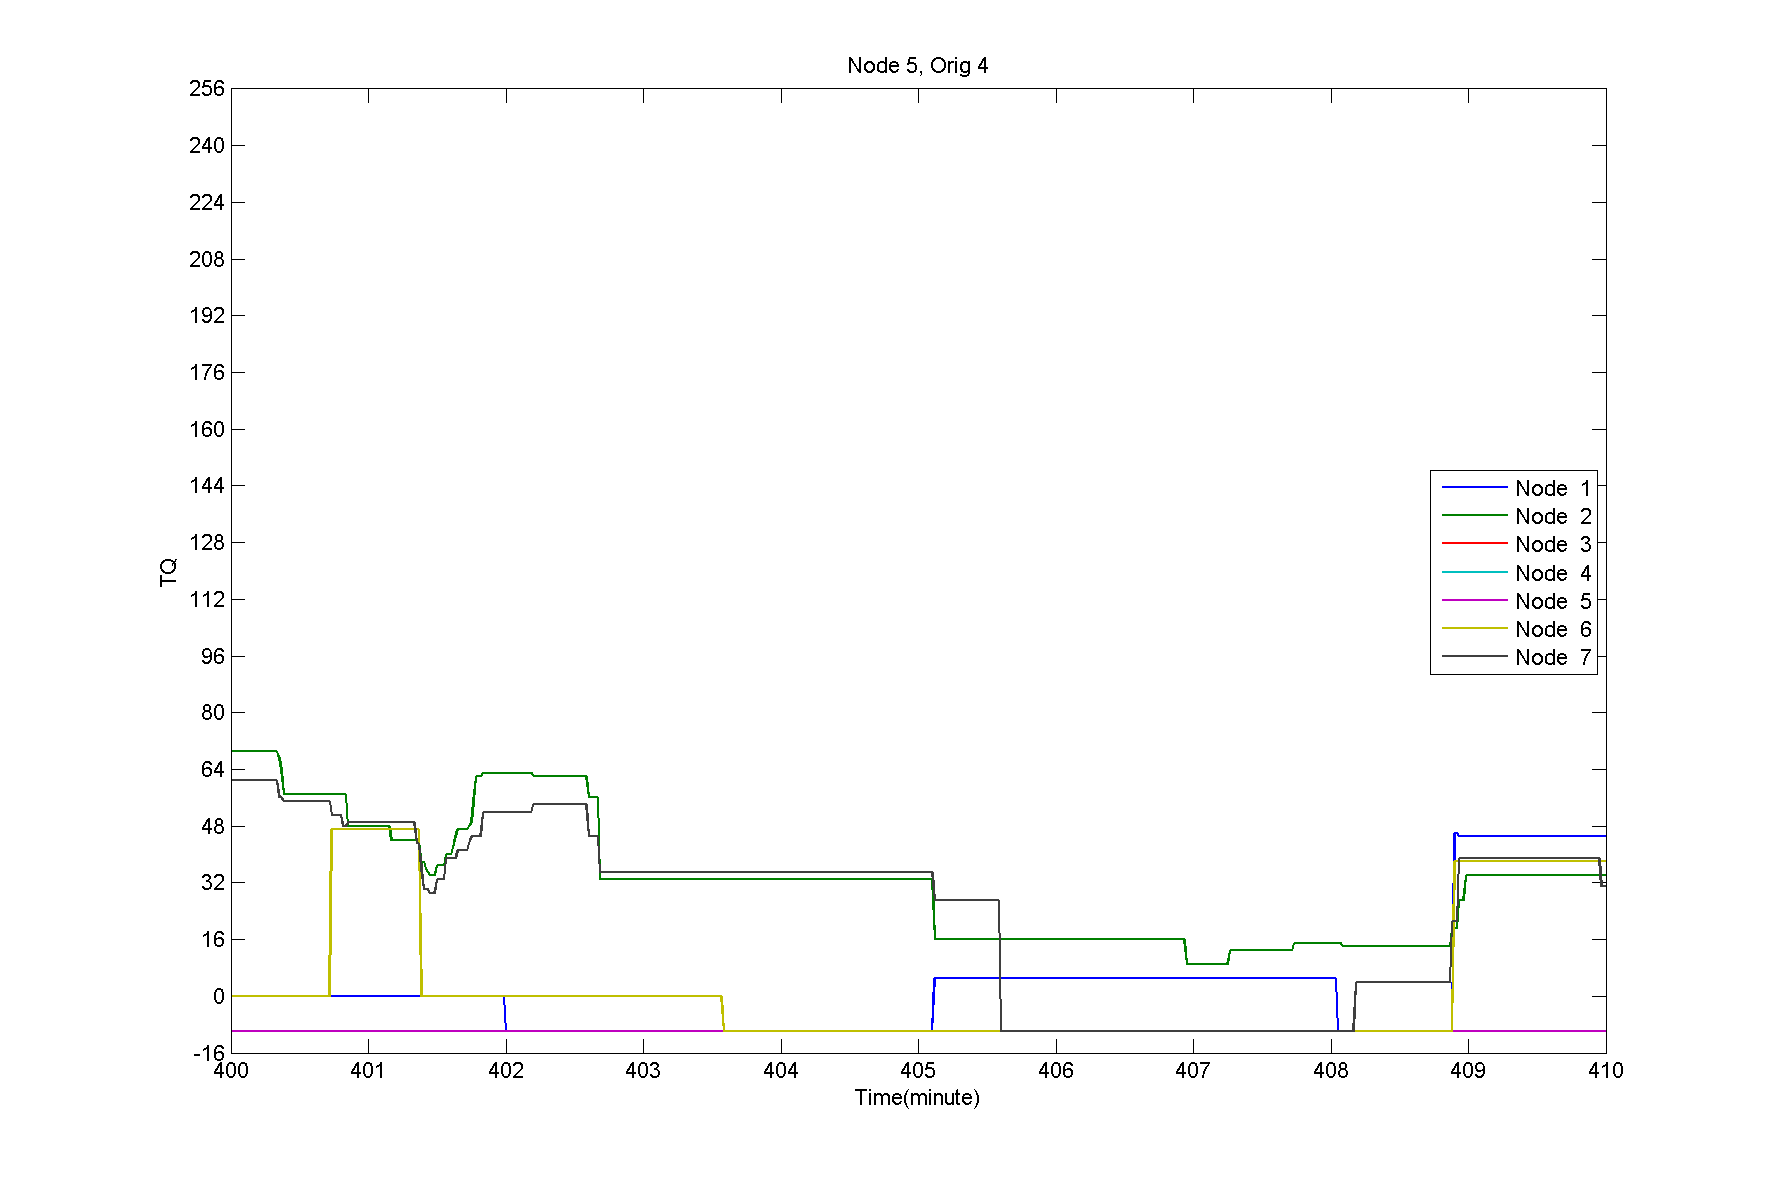 Node 5, Orig 4
256
240
224
208
192
176
160
144
128
112
96
80
64
48
32
16
0
-16
TQ
Node 1
Node 2
Node 3
Node 4
Node 5
Node 6
Node 7
400 401 402 403 404 405 406 407 408 409 410
Time(minute)